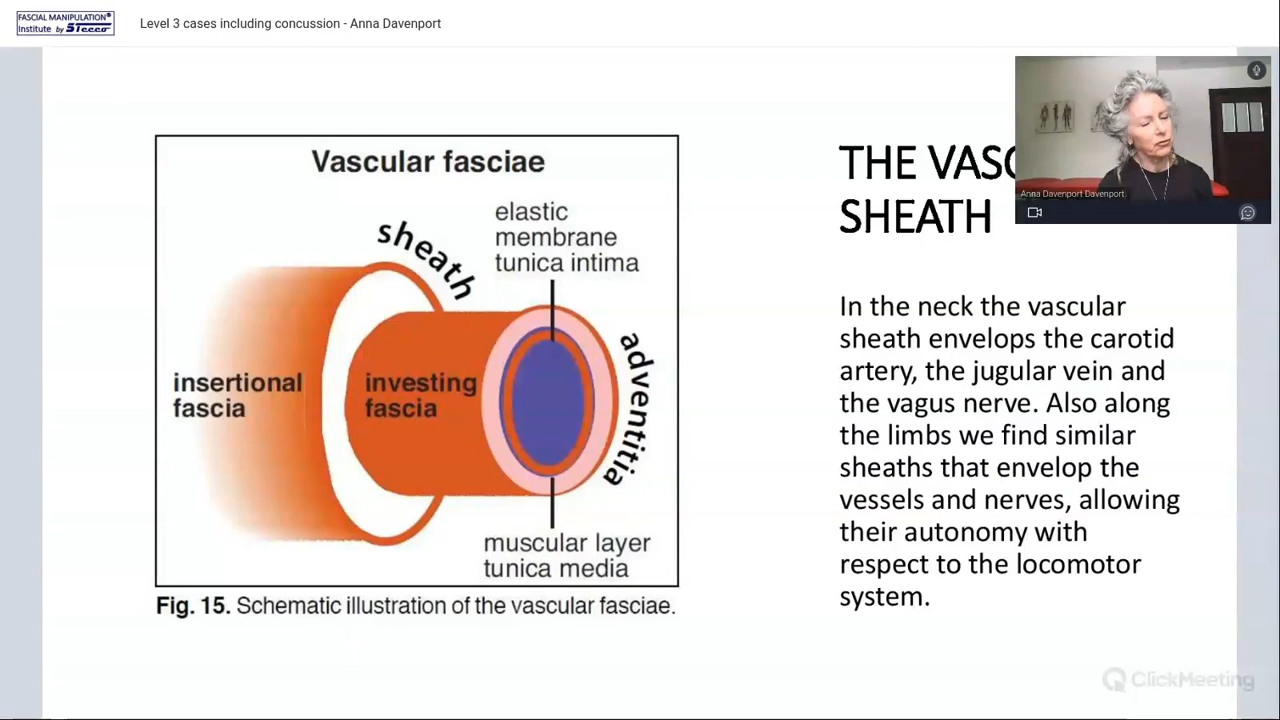 FASCIAL MANIPULATION®
Institute by Stecco
Level 3 cases including concussion - Anna Davenport
Vascular fasciae
sheath
elastic
membrane
tunica intima
insertional
fascia
investing
fascia
adventitia
muscular layer
tunica media
Fig. 15. Schematic illustration of the vascular fasciae.
THE VASC
SHEATH
Anna Davenport Davenport
In the neck the vascular
sheath envelops the carotid
artery, the jugular vein and
the vagus nerve. Also along
the limbs we find similar
sheaths that envelop the
vessels and nerves, allowing
their autonomy with
respect to the locomotor
system.
ClickMeeting